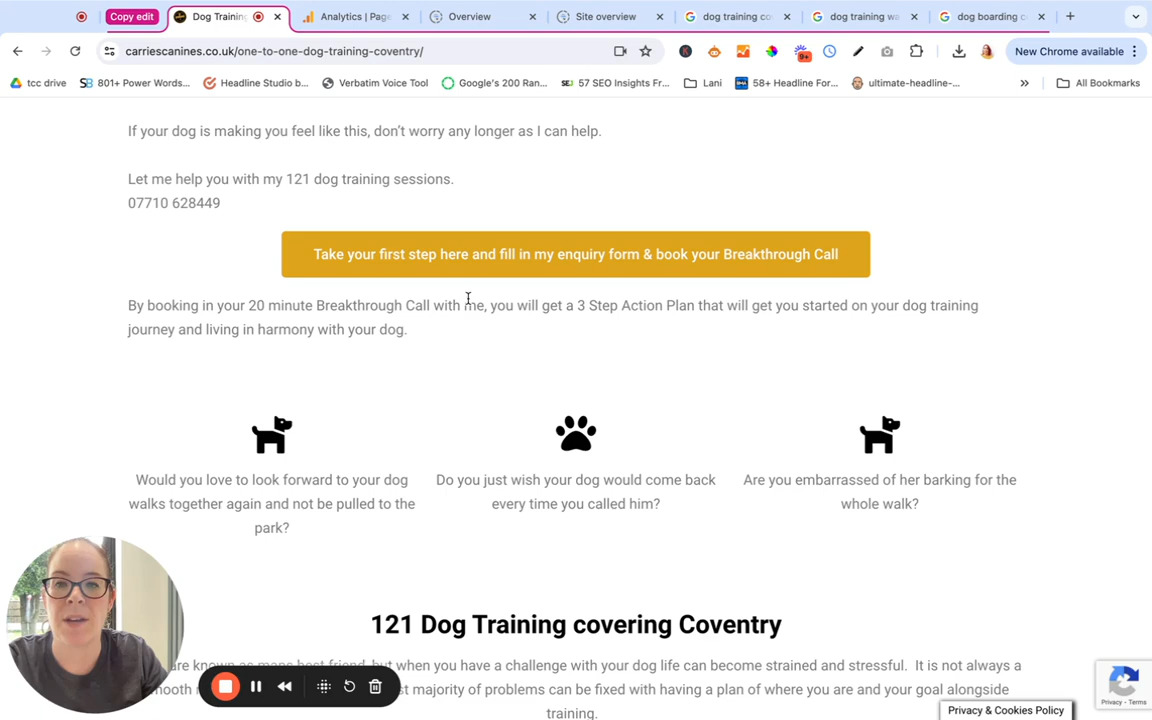 Copy edit
Dog Training
Analytics | Page
Overview
Site overview
dog training co
dog training wa
dog boarding c
carriescanines.co.uk/one-to-one-dog-training-coventry/
9+
New Chrome available
tcc drive
801+ Power Words...
Headline Studio b...
Verbatim Voice Tool
Google's 200 Ran...
57 SEO Insights Fr...
Lani
58+ Headline For...
ultimate-headline-...
All Bookmarks
If your dog is making you feel like this, don't worry any longer as I can help.
Let me help you with my 121 dog training sessions.
07710 628449
Take your first step here and fill in my enquiry form & book your Breakthrough Call
By booking in your 20 minute Breakthrough Call with me, you will get a 3 Step Action Plan that will get you started on your dog training
journey and living in harmony with your dog.
Would you love to look forward to your dog
walks together again and not be pulled to the
park?
Do you just wish your dog would come back
every time you called him?
Are you embarrassed of her barking for the
whole walk?
121 Dog Training covering Coventry
are known as mans best friend, but when you have a challenge with your dog life can become strained and stressful. It is not always a
majority of problems can be fixed with having a plan of where you are and your goal alongside
training.
Privacy - Terms
Privacy & Cookies Policy